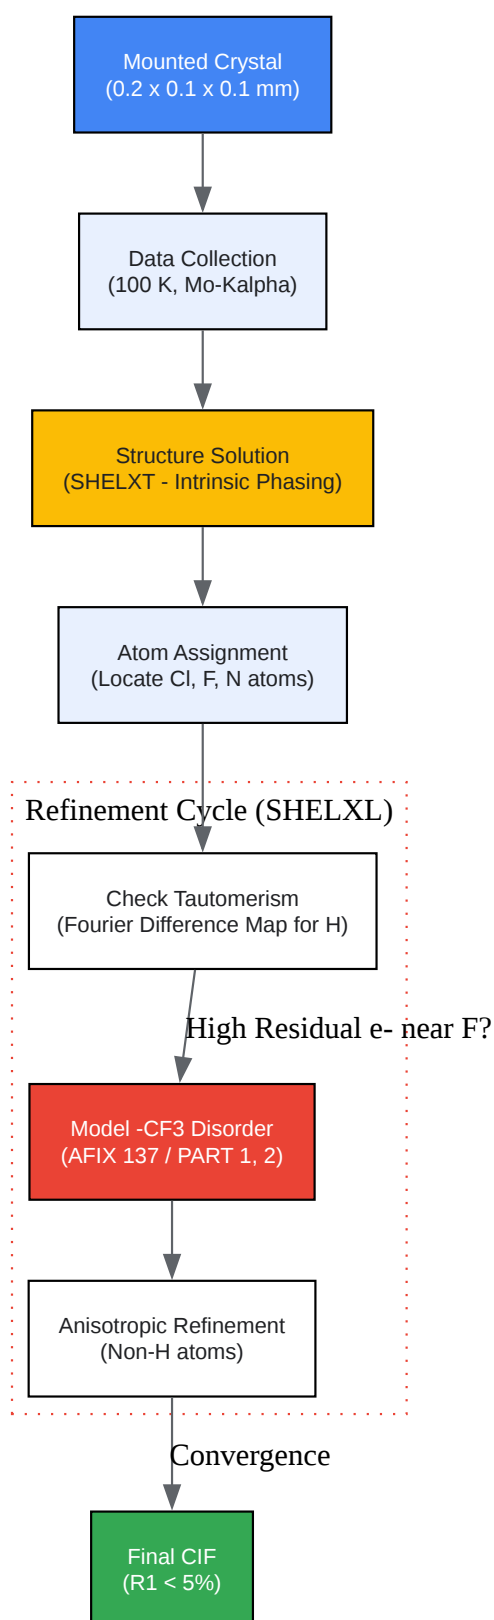 Mounted Crystal
(0.2 x 0.1 x 0.1 mm)
Data Collection
(100 K, Mo-Kalpha)
Structure Solution
(SHELXT - Intrinsic Phasing)
Atom Assignment
(Locate Cl, F, N atoms)
Refinement Cycle (SHELXL)
Check Tautomerism
(Fourier Difference Map for H)
High Residual e- near F?
Model -CF3 Disorder
(AFIX 137 / PART 1, 2)
Anisotropic Refinement
(Non-H atoms)
Convergence
Final CIF
(R1 < 5%)